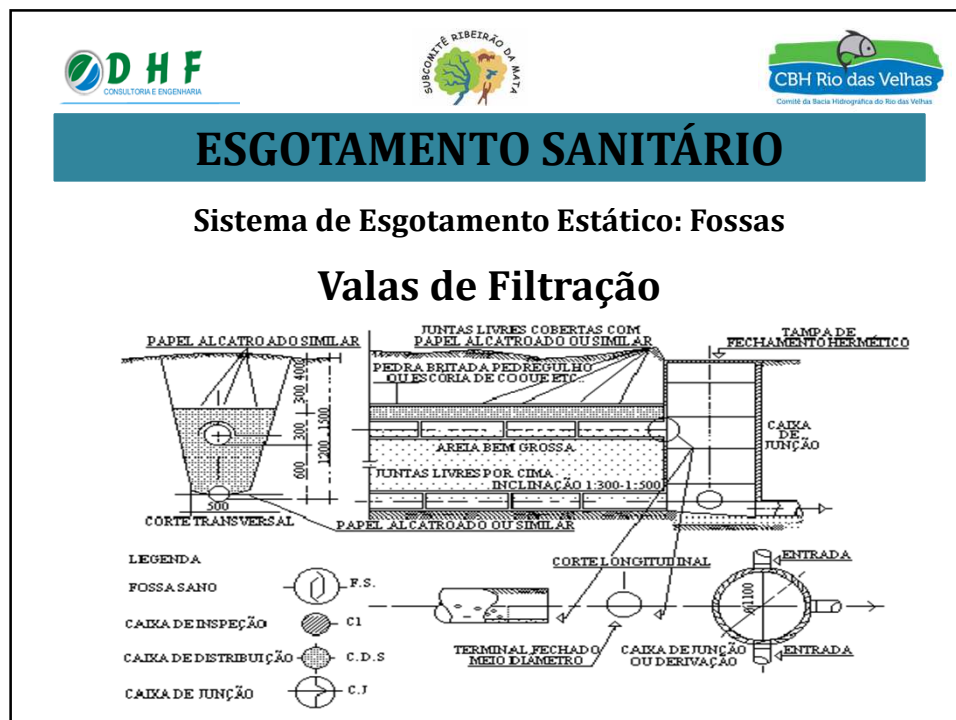 DHF
CONSULTORIA E ENGENHARIA
SUBCOMITÊ RIBEIRÃO DA MATA
CBH Rio das Velhas
Comitê da Bacia Hidrográfica do Rio das Velhas
ESGOTAMENTO SANITÁRIO
Sistema de Esgotamento Estático: Fossas
Valas de Filtração
PAPEL ALCATROADO SIMILAR
JUNTAS LIVRES COBERTAS COM
PAPEL ALCATROADO OU SIMILAR
TAMPA DE
FECHAMENTO HERMÉTICO
PEDRA BRITADA PEDREGULHO
OU ESCÓRIA DE COQUE ETC..
300 4000
300
600
1200 1500
CAIXA
DE
JUNÇÃO
AREIA BEM GROSSA
JUNTAS LIVRES POR CIMA
INCLINAÇÃO 1:300-1:500
500
CORTE TRANSVERSAL
PAPEL ALCATROADO OU SIMILAR
LEGENDA
FOSSA SANO
F.S.
CAIXA DE INSPEÇÃO
C1
CAIXA DE DISTRIBUIÇÃO
C.D.S
CAIXA DE JUNÇÃO
C.J
CORTE LONGITUDINAL
ENTRADA
1100
TERMINAL FECHADO
MEIO DIÂMETRO
CAIXA DE JUNÇÃO
OU DERIVAÇÃO
ENTRADA